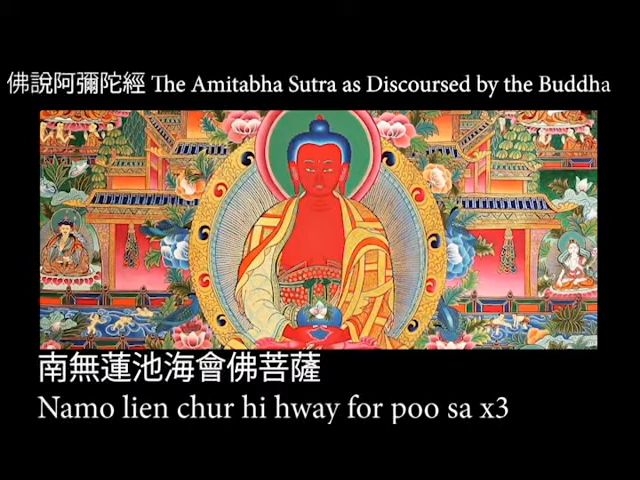 佛說阿彌陀經 The Amitabha Sutra as Discoursed by the Buddha
南無蓮池海會佛菩薩
Namo lien chur hi hway for poo sa x3